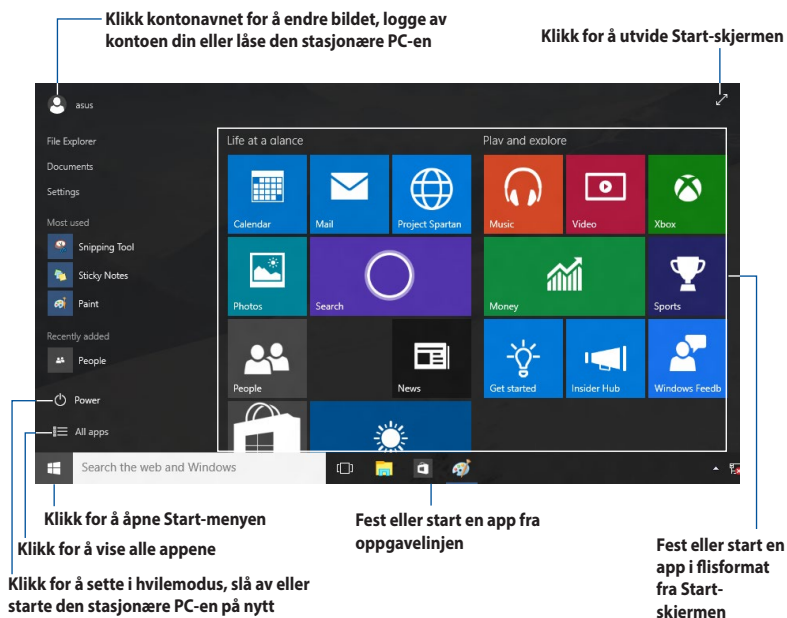 Klikk kontonavnet for å endre bildet, logge av
kontoen din eller låse den stasjonære PC-en
Klikk for å utvide Start-skjermen
asus
File Explorer
Documents
Settings
Most used
Snipping Tool
Sticky Notes
Paint
Recently added
People
Power
All apps
Search the web and Windows
Life at a glance
Play and explore
Calendar
Mail
Project Spartan
Music
Video
Xbox
Photos
Search
Money
Sports
People
News
Get started
Insider Hub
Windows Feedb
Klikk for å åpne Start-menyen
Klikk for å vise alle appene
Klikk for å sette i hvilemodus, slå av eller
starte den stasjonære PC-en på nytt
Fest eller start en app fra
oppgavelinjen
Fest eller start en
app i flisformat
fra Start-
skjermen